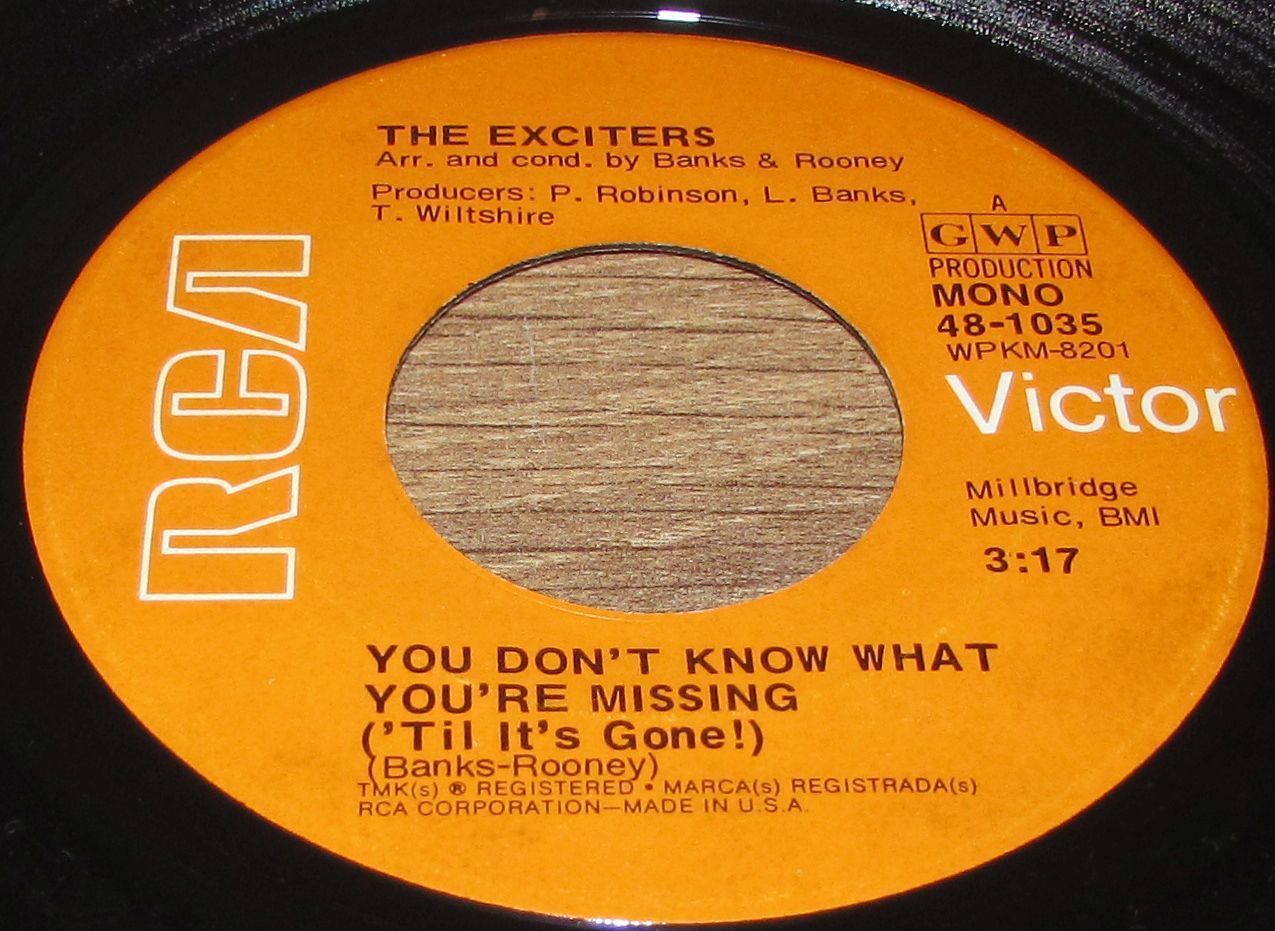 THE EXCITERS
Arr. and cond. by Banks & Rooney
Producers: P. Robinson, L. Banks,
T. Wiltshire
A
GWP
PRODUCTION
MONO
48-1035
WPKM-8201
RCA
Victor
Millbridge
Music, BMI
3:17
YOU DON'T KNOW WHAT
YOU'RE MISSING
('Til It's Gone!)
(Banks-Rooney)
TMK(s) ® REGISTERED • MARCA(s) REGISTRADA(s)
RCA CORPORATION—MADE IN U.S.A.